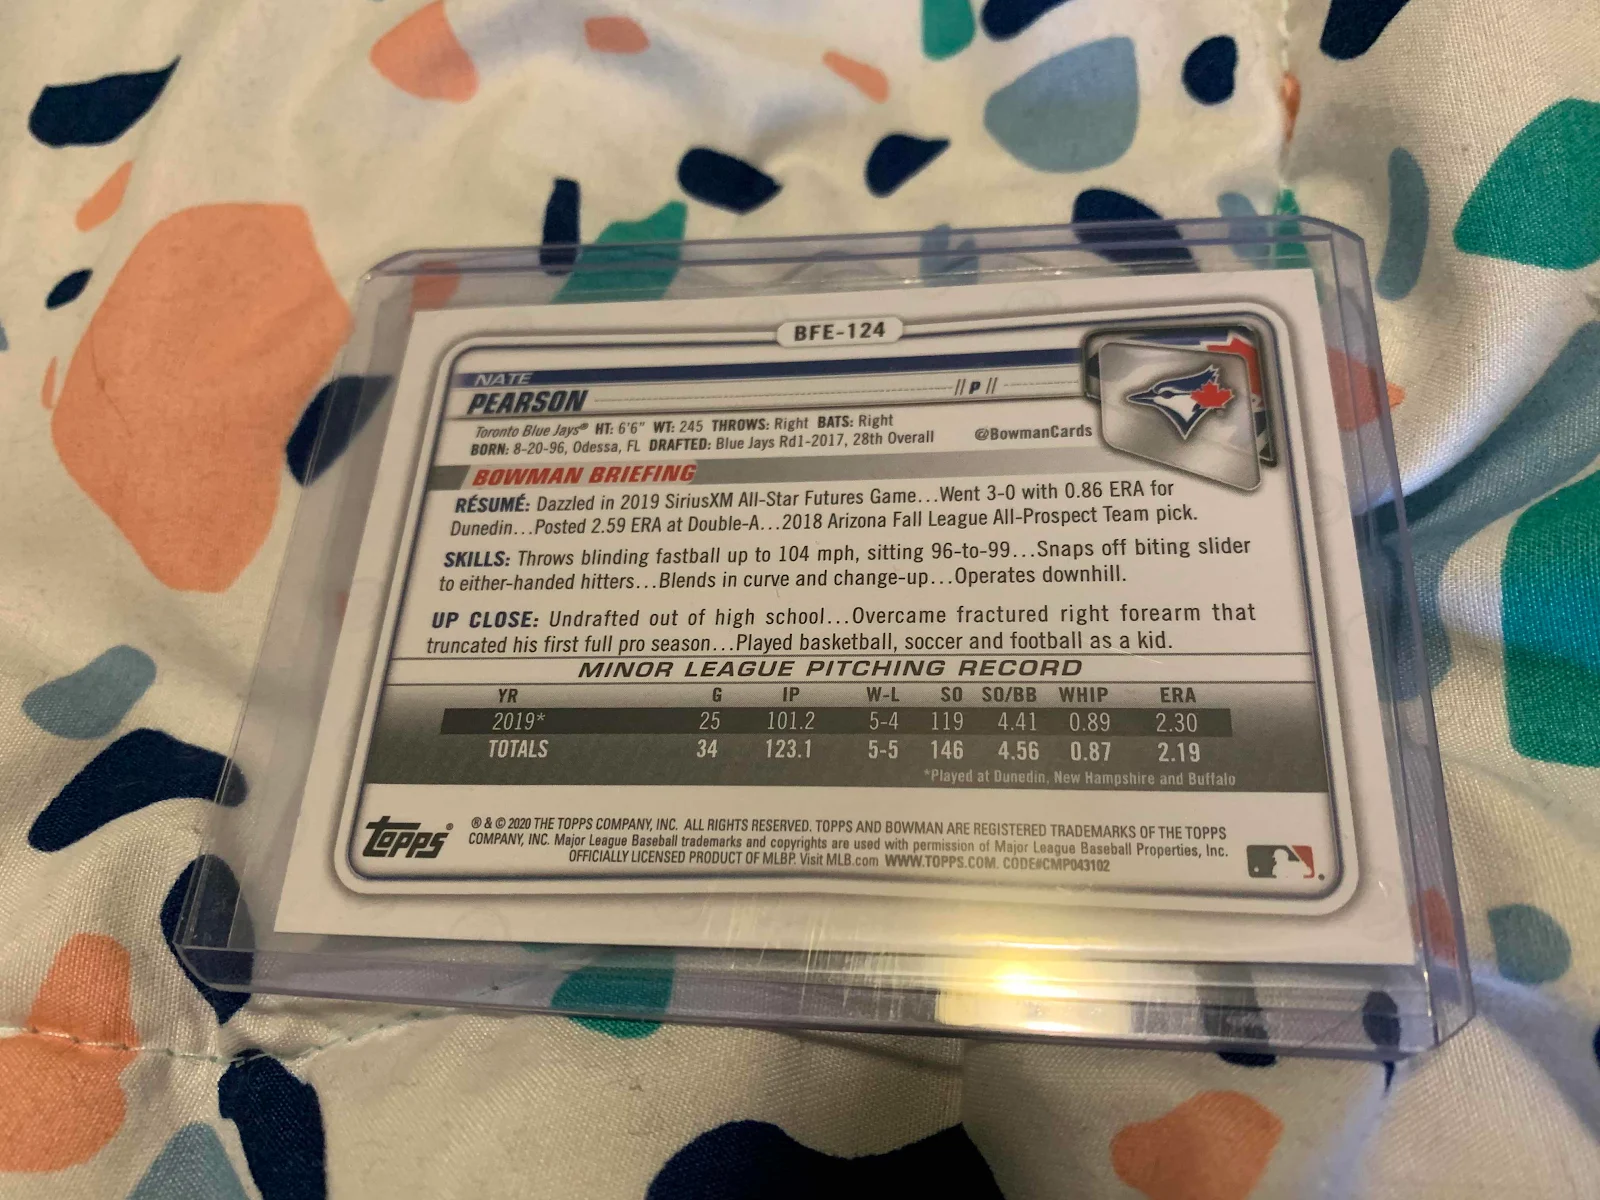 BFE-124
NATE
PEARSON // P //
Toronto Blue Jays® HT: 6'6" WT: 245 THROWS: Right BATS: Right
BORN: 8-20-96, Odessa, FL DRAFTED: Blue Jays Rd1-2017, 28th Overall @BowmanCards
BOWMAN BRIEFING
RÉSUMÉ: Dazzled in 2019 SiriusXM All-Star Futures Game...Went 3-0 with 0.86 ERA for
Dunedin...Posted 2.59 ERA at Double-A...2018 Arizona Fall League All-Prospect Team pick.
SKILLS: Throws blinding fastball up to 104 mph, sitting 96-to-99...Snaps off biting slider
to either-handed hitters...Blends in curve and change-up...Operates downhill.
UP CLOSE: Undrafted out of high school...Overcame fractured right forearm that
truncated his first full pro season...Played basketball, soccer and football as a kid.
MINOR LEAGUE PITCHING RECORD
YR G IP W-L SO SO/BB WHIP ERA
2019* 25 101.2 5-4 119 4.41 0.89 2.30
TOTALS 34 123.1 5-5 146 4.56 0.87 2.19
*Played at Dunedin, New Hampshire and Buffalo
Topps®
® & © 2020 THE TOPPS COMPANY, INC. ALL RIGHTS RESERVED. TOPPS AND BOWMAN ARE REGISTERED TRADEMARKS OF THE TOPPS
COMPANY, INC. Major League Baseball trademarks and copyrights are used with permission of Major League Baseball Properties, Inc.
OFFICIALLY LICENSED PRODUCT OF MLBP. Visit MLB.com WWW.TOPPS.COM. CODE#CMP043102